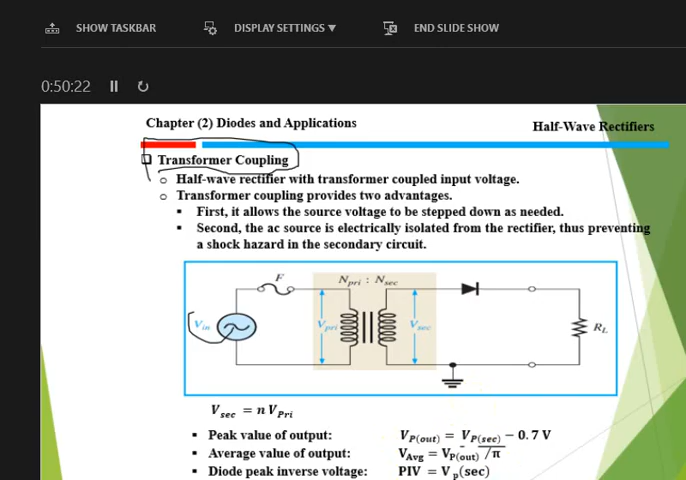 SHOW TASKBAR DISPLAY SETTINGS ▼ END SLIDE SHOW
0:50:22
Chapter (2) Diodes and Applications
Half-Wave Rectifiers
Transformer Coupling
Half-wave rectifier with transformer coupled input voltage.
Transformer coupling provides two advantages.
First, it allows the source voltage to be stepped down as needed.
Second, the ac source is electrically isolated from the rectifier, thus preventing
a shock hazard in the secondary circuit.
F
Npri : Nsec
Vin
Vpri
Vsec
RL
Vsec = n VPri
Peak value of output: VP(out) = VP(sec) − 0.7 V
Average value of output: VAvg = VP(out) /π
Diode peak inverse voltage: PIV = Vp(sec)